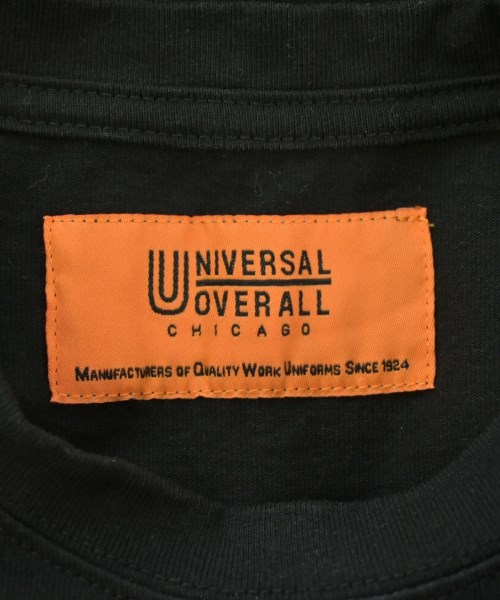 UNIVERSAL
OVERALL
CHICAGO
MANUFACTURERS OF QUALITY WORK UNIFORMS SINCE 1924